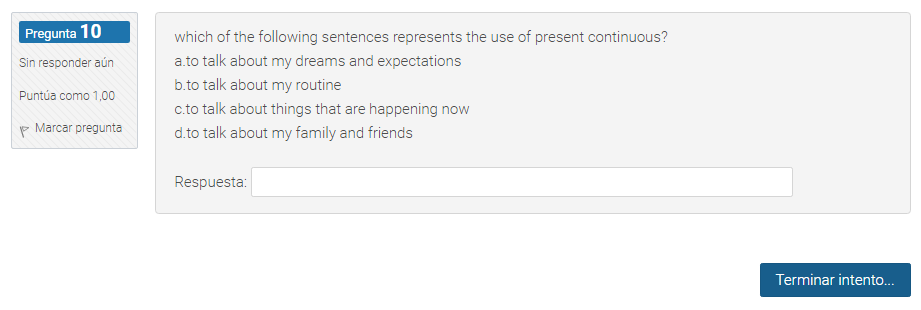 Pregunta 10
Sin responder aún
Puntúa como 1,00
Marcar pregunta
which of the following sentences represents the use of present continuous?
a.to talk about my dreams and expectations
b.to talk about my routine
c.to talk about things that are happening now
d.to talk about my family and friends
Respuesta:
Terminar intento...